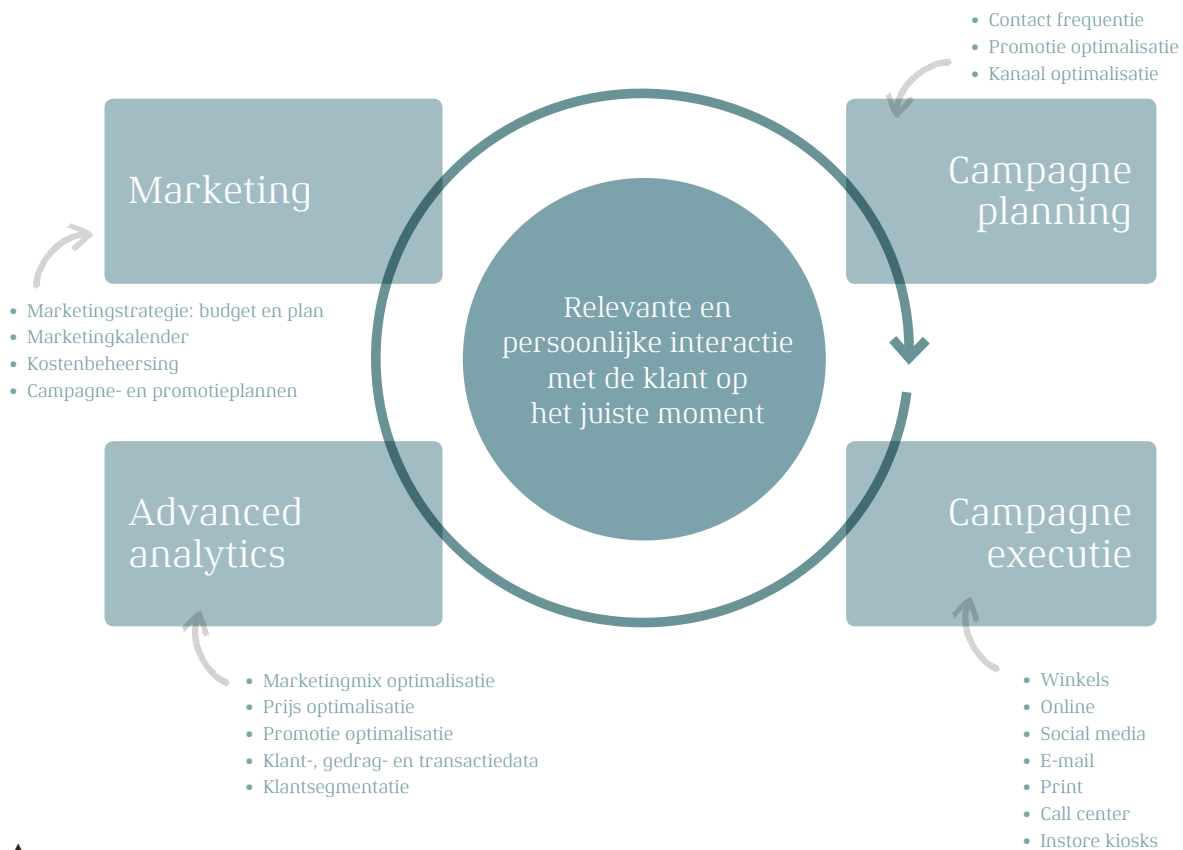 • Contact frequentie
• Promotie optimalisatie
• Kanaal optimalisatie
Marketing
Campagne
planning
• Marketingstrategie: budget en plan
• Marketingkalender
• Kostenbeheersing
• Campagne- en promotieplannen
Relevante en
persoonlijke interactie
met de klant op
het juiste moment
Advanced
analytics
Campagne
executie
• Marketingmix optimalisatie
• Prijs optimalisatie
• Promotie optimalisatie
• Klant-, gedrag- en transactiedata
• Klantsegmentatie
• Winkels
• Online
• Social media
• E-mail
• Print
• Call center
• Instore kiosks